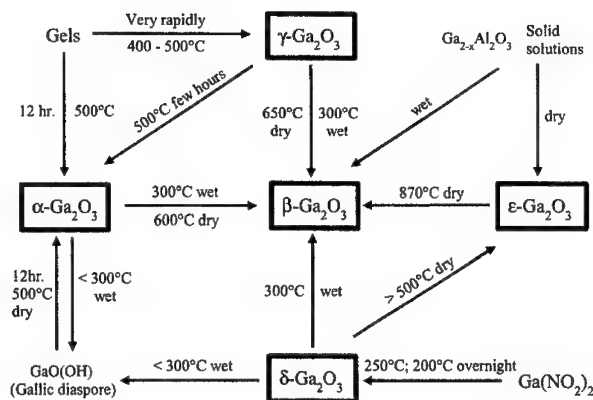 Very rapidly
Gels
400 - 500°C
γ-Ga₂O₃
Ga₂₋ₓAl₂O₃
Solid
solutions
12 hr.
500°C
500°C few hours
650°C
dry
300°C
wet
wet
dry
α-Ga₂O₃
300°C wet
600°C dry
β-Ga₂O₃
870°C dry
ε-Ga₂O₃
12hr.
500°C
dry
< 300°C
wet
300°C
wet
> 500°C dry
GaO(OH)
(Gallic diaspore)
< 300°C wet
δ-Ga₂O₃
250°C; 200°C overnight
Ga(NO₂)₂